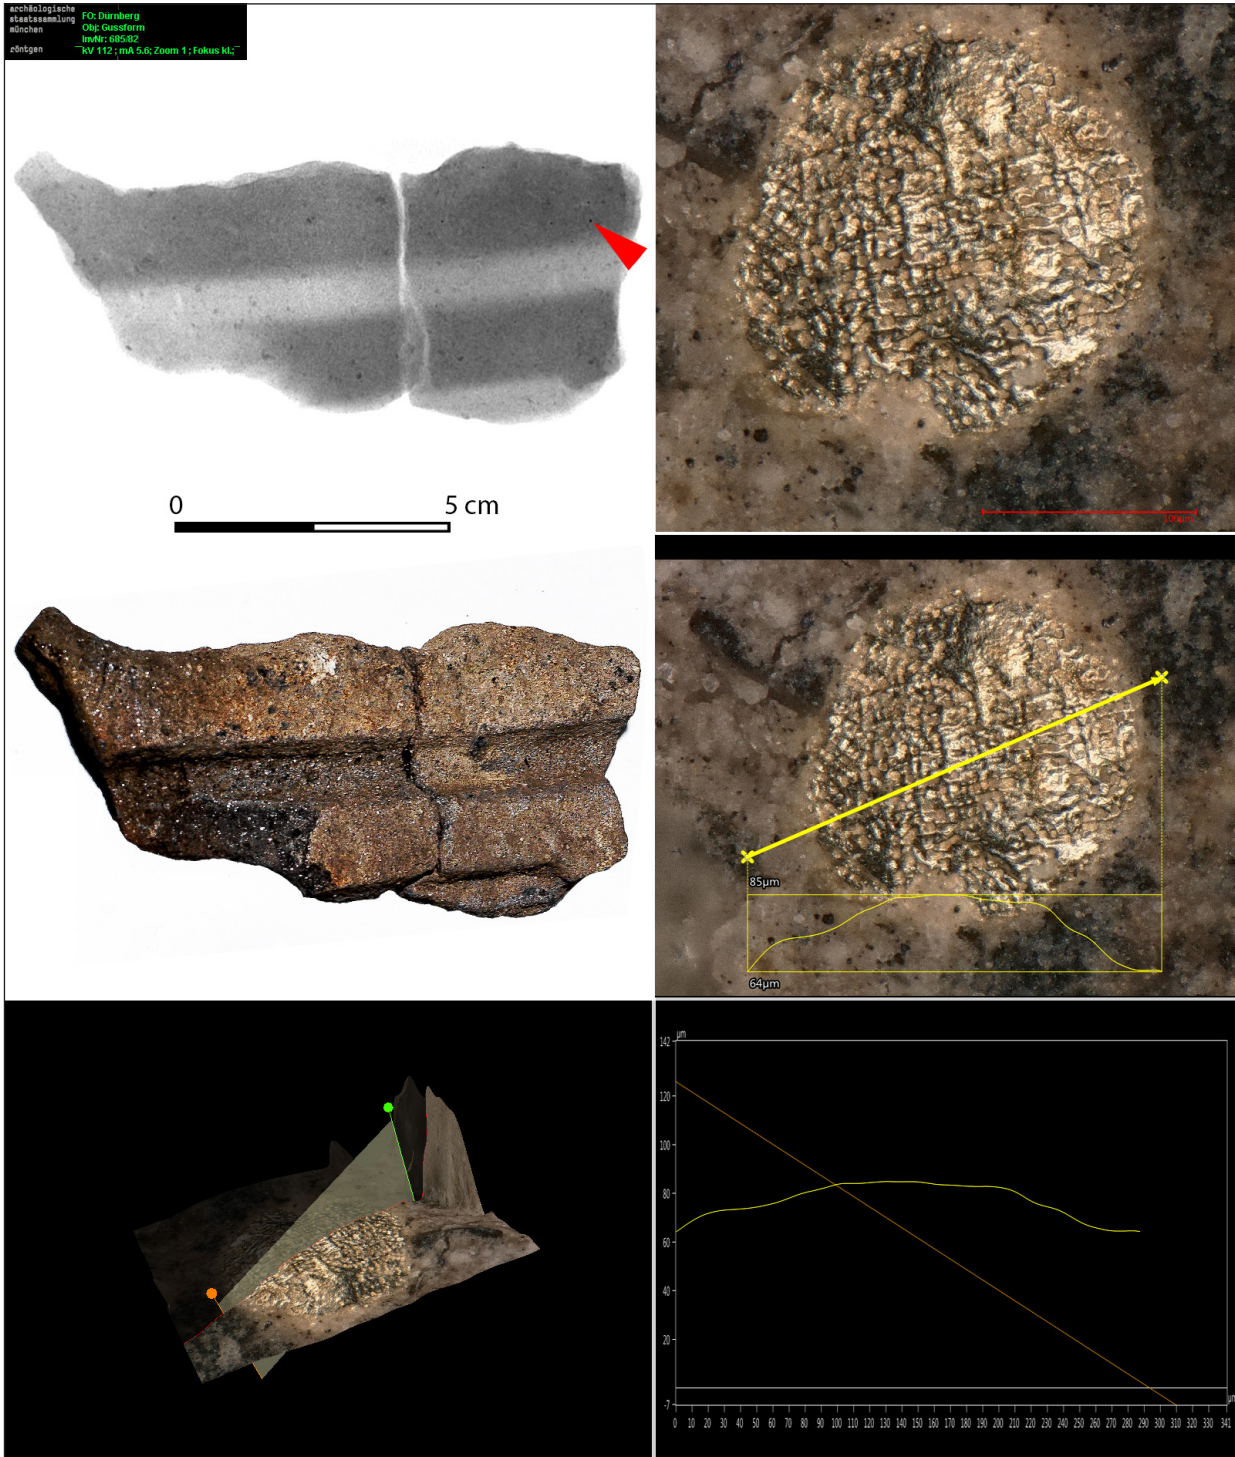 archäologische
staatssammlung
münchen
röntgen
FO: Dürnberg
Obj: Gussform
InvNr: 685/82
kV 112 ; mA 5.6; Zoom 1 ; Fokus kl.;
0 5 cm
100µm
85µm
64µm
µm
142
120
100
80
60
40
20
-7
0 10 20 30 40 50 60 70 80 90 100 110 120 130 140 150 160 170 180 190 200 210 220 230 240 250 260 270 280 290 300 310 320 330 341
µm